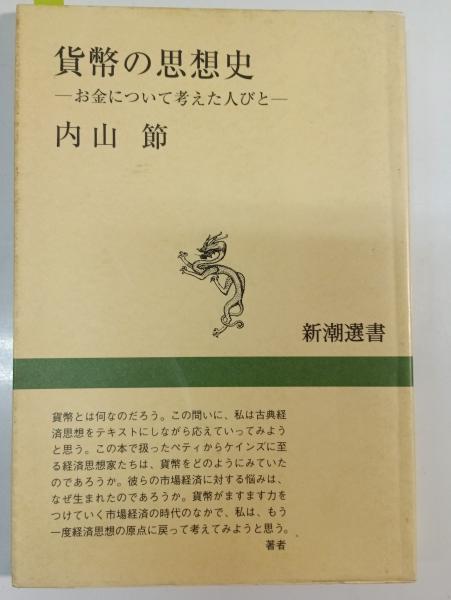 貨幣の思想史
―お金について考えた人びと―
内山 節
新潮選書
貨幣とは何なのだろう。この問いに、私は古典経
済思想をテキストにしながら応えていってみよう
と思う。この本で扱ったペティからケインズに至
る経済思想家たちは、貨幣をどのようにみていた
のであろうか。彼らの市場経済に対する悩みは、
なぜ生まれたのであろうか。貨幣がますます力を
つけていく市場経済の時代のなかで、私は、もう
一度経済思想の原点に戻って考えてみようと思う。
著者